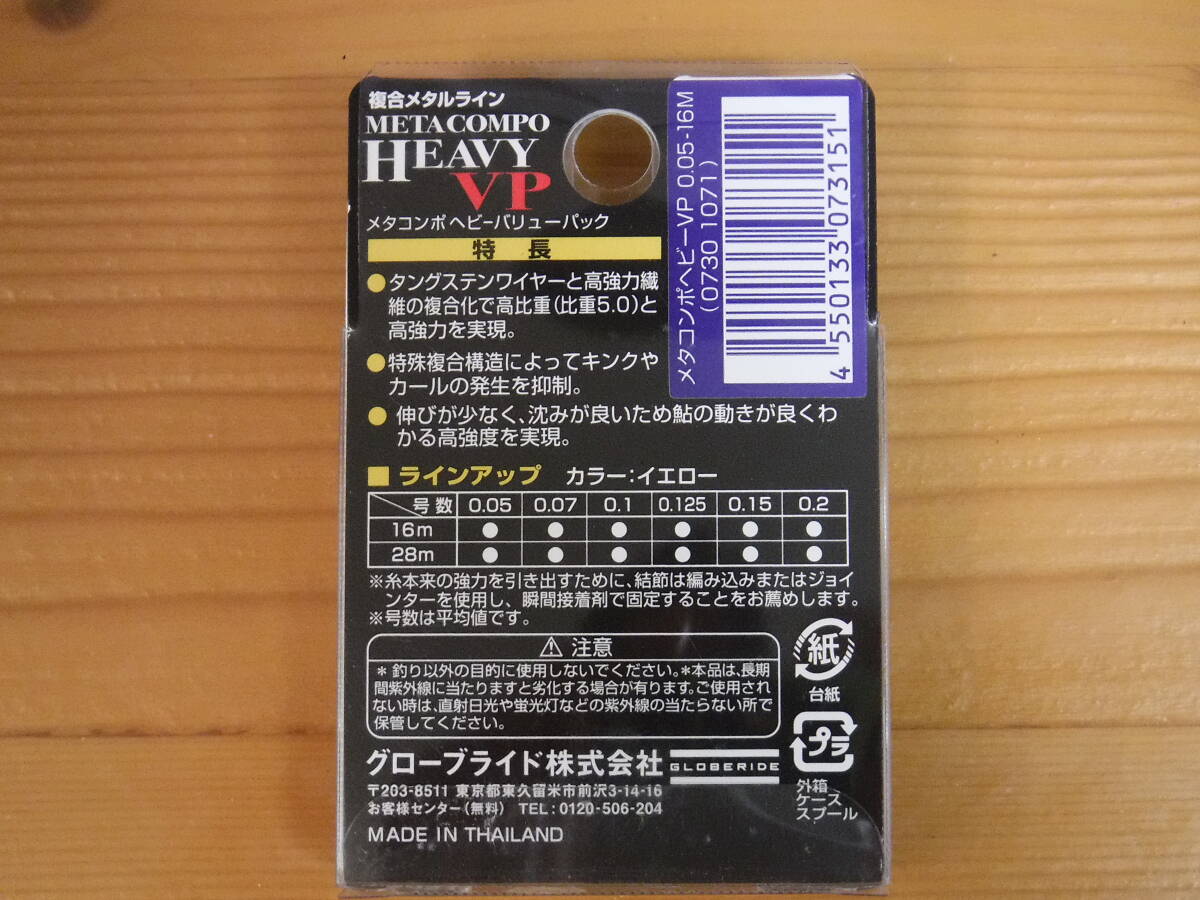 複合メタルライン
METACOMPO
HEAVY
VP
メタコンポヘビーバリューパック
特長
●タングステンワイヤーと高強力繊
維の複合化で高比重(比重5.0)と
高強力を実現。
●特殊複合構造によってキンクや
カールの発生を抑制。
● 伸びが少なく、沈みが良いため鮎の動きが良くわ
かる高強度を実現。
■ ラインアップ カラー:イエロー
号数 0.05 0.07 0.1 0.125 0.15 0.2
16m ● ● ● ● ● ●
28m ● ● ● ● ● ●
※糸本来の強力を引き出すために、結節は編み込みまたはジョイ
ンターを使用し、瞬間接着剤で固定することをお薦めします。
※号数は平均値です。
⚠ 注意
* 釣り以外の目的に使用しないでください。*本品は、長期
間紫外線に当たりますと劣化する場合が有ります。ご使用され
ない時は、直射日光や蛍光灯などの紫外線の当たらない所で
保管してください。
グローブライド株式会社 GLOBERIDE
〒203-8511 東京都東久留米市前沢3-14-16
お客様センター(無料) TEL:0120-506-204
MADE IN THAILAND
メタコンポヘビーVP 0.05-16M
(0730 1071)
4 550133 073151
紙
台紙
プラ
外箱
ケース
スプール